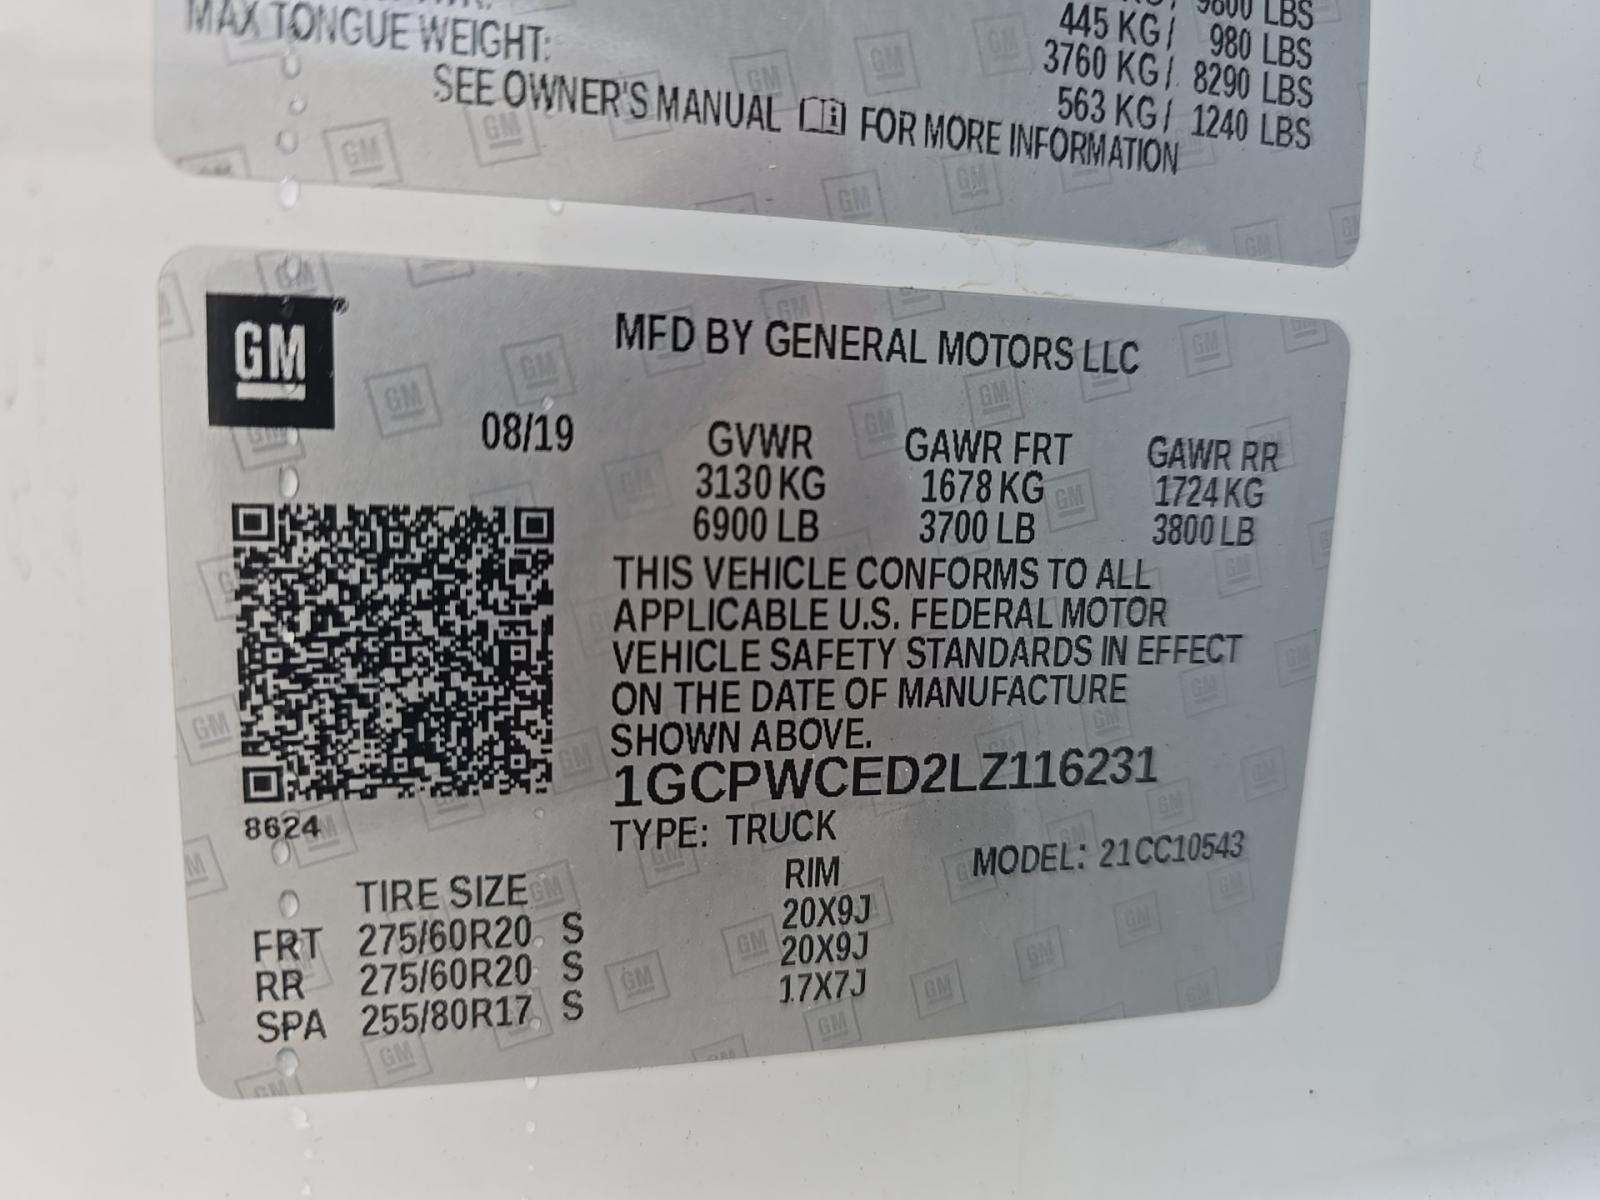 9800 LBS
445 KG / 980 LBS
MAX TONGUE WEIGHT: 3760 KG / 8290 LBS
563 KG / 1240 LBS
SEE OWNER'S MANUAL FOR MORE INFORMATION
GM ®
MFD BY GENERAL MOTORS LLC
08/19
GVWR GAWR FRT GAWR RR
3130 KG 1678 KG 1724 KG
6900 LB 3700 LB 3800 LB
THIS VEHICLE CONFORMS TO ALL
APPLICABLE U.S. FEDERAL MOTOR
VEHICLE SAFETY STANDARDS IN EFFECT
ON THE DATE OF MANUFACTURE
SHOWN ABOVE.
1GCPWCED2LZ116231
8624
TYPE: TRUCK
MODEL: 21CC10543
TIRE SIZE RIM
FRT 275/60R20 S 20X9J
RR 275/60R20 S 20X9J
SPA 255/80R17 S 17X7J